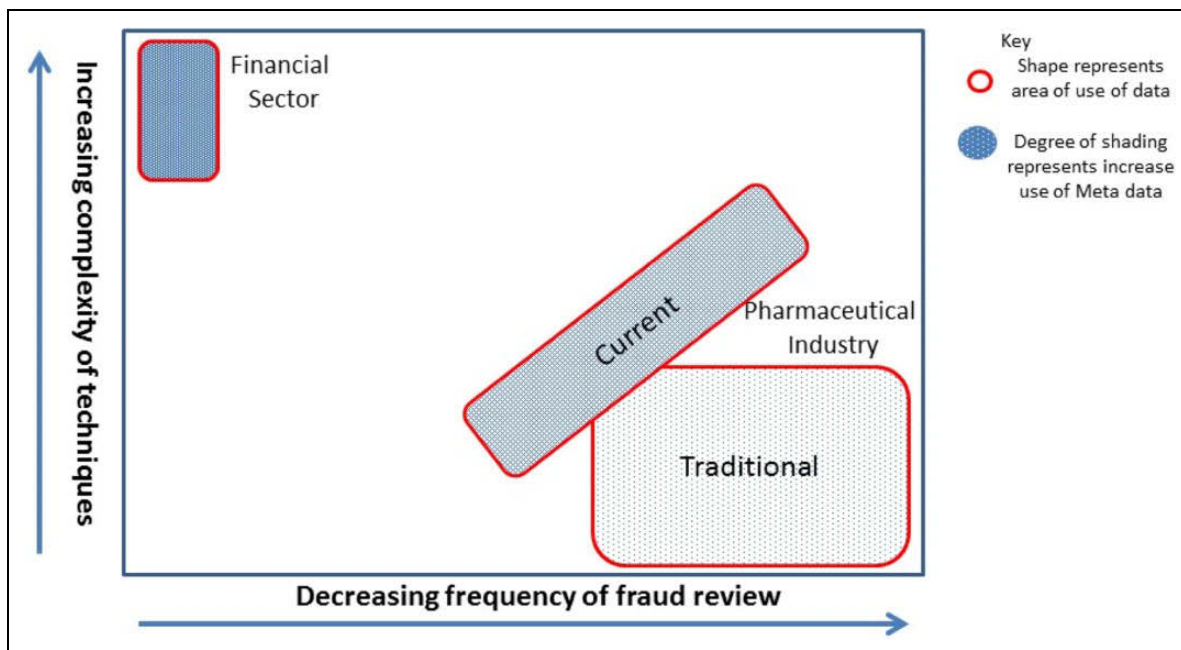 Increasing complexity of techniques
Financial
Sector
Current
Pharmaceutical
Industry
Traditional
Decreasing frequency of fraud review
Key
Shape represents
area of use of data
Degree of shading
represents increase
use of Meta data